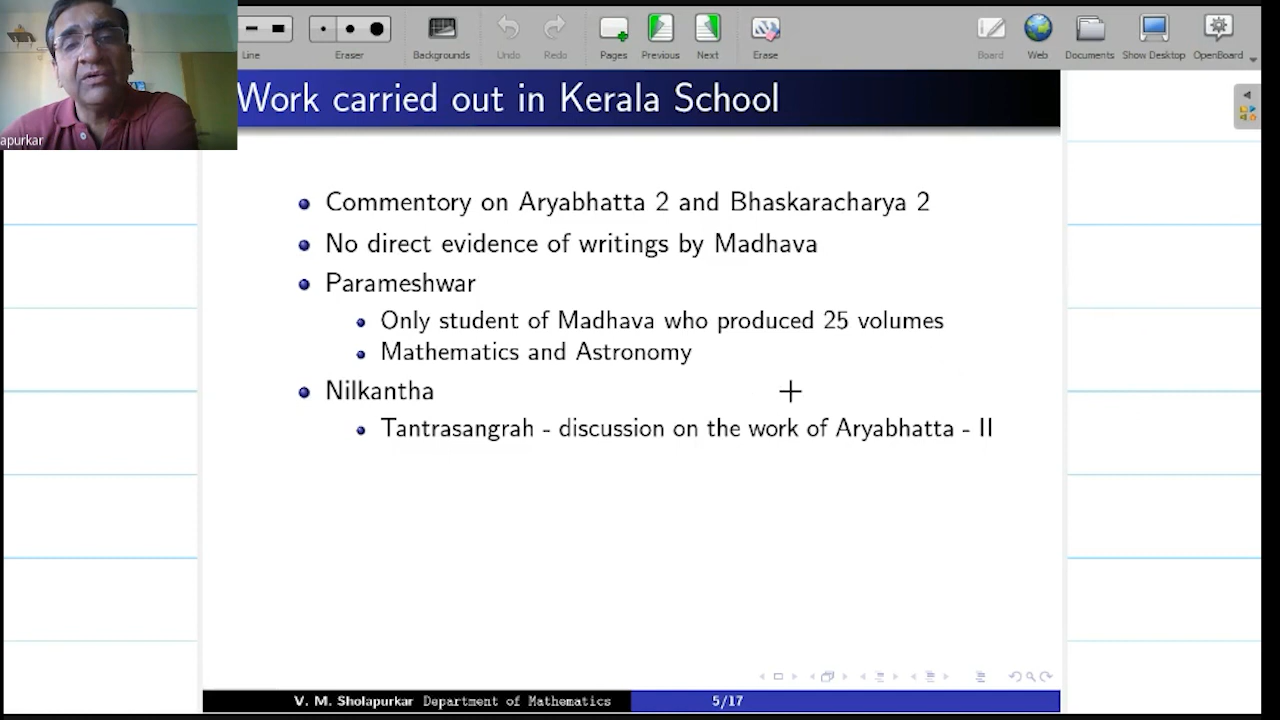 Line
Eraser
Backgrounds
Undo
Redo
Pages
Previous
Next
Erase
Board
Web
Documents
Show Desktop
OpenBoard
apurkar
Work carried out in Kerala School
Commentory on Aryabhatta 2 and Bhaskaracharya 2
No direct evidence of writings by Madhava
Parameshwar
Only student of Madhava who produced 25 volumes
Mathematics and Astronomy
Nilkantha
Tantrasangrah - discussion on the work of Aryabhatta - II
V. M. Sholapurkar Department of Mathematics
5/17